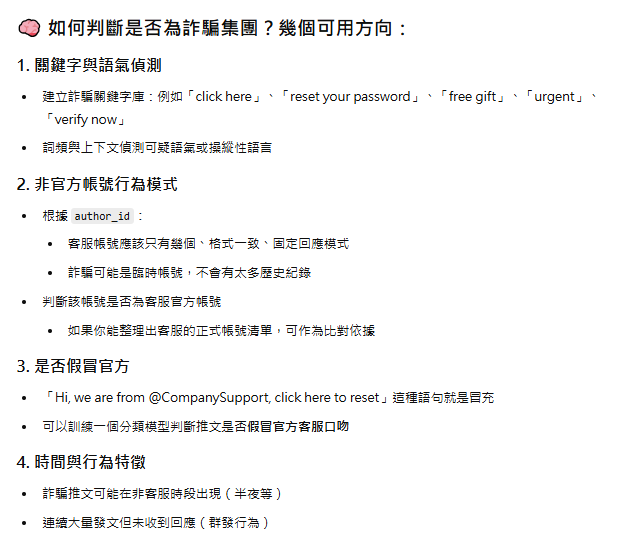 🧠 如何判斷是否為詐騙集團？幾個可用方向：
1. 關鍵字與語氣偵測
• 建立詐騙關鍵字庫：例如「click here」、「reset your password」、「free gift」、「urgent」、
「verify now」
• 詞頻與上下文偵測可疑語氣或操縱性語言
2. 非官方帳號行為模式
• 根據 author_id：
• 客服帳號應該只有幾個、格式一致、固定回應模式
• 詐騙可能是臨時帳號，不會有太多歷史紀錄
• 判斷該帳號是否為客服官方帳號
• 如果你能整理出客服的正式帳號清單，可作為比對依據
3. 是否假冒官方
• 「Hi, we are from @CompanySupport, click here to reset」這種語句就是冒充
• 可以訓練一個分類模型判斷推文是否假冒官方客服口吻
4. 時間與行為特徵
• 詐騙推文可能在非客服時段出現（半夜等）
• 連續大量發文但未收到回應（群發行為）